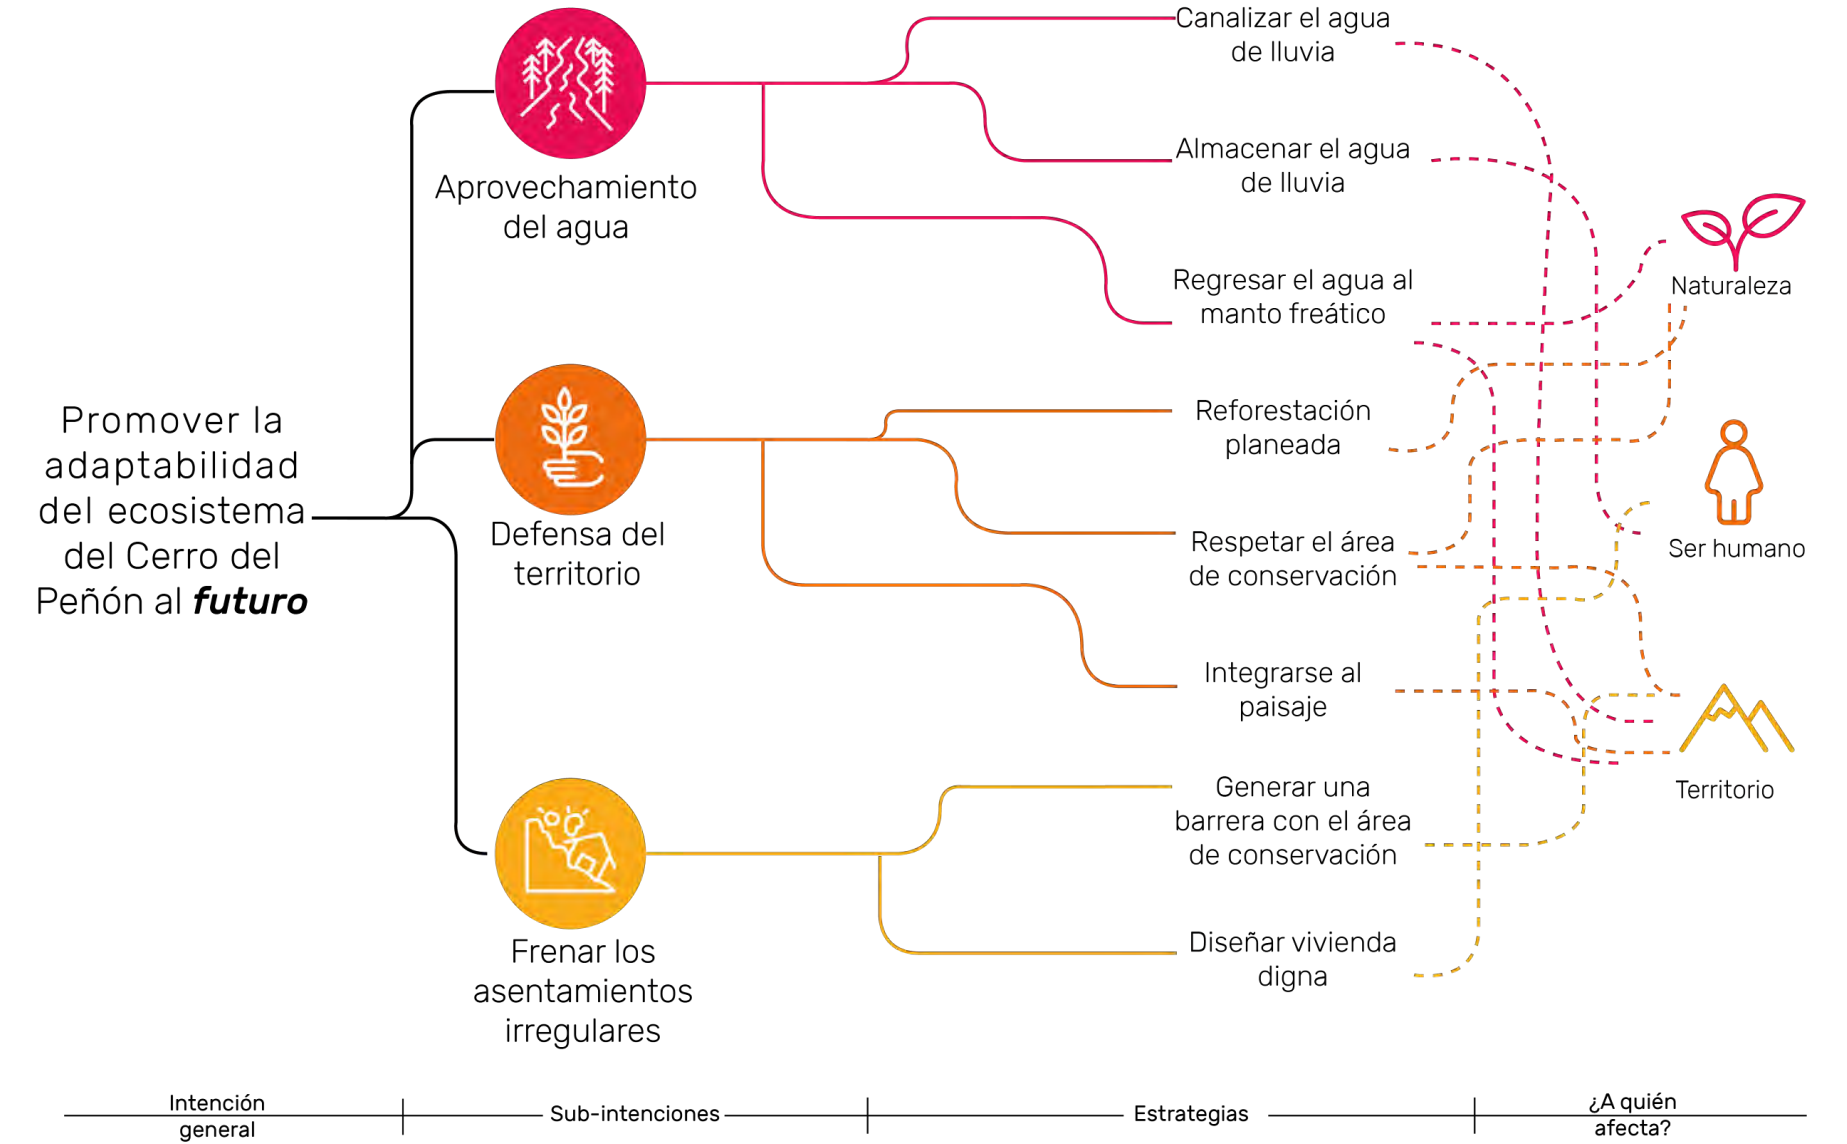 Promover la
adaptabilidad
del ecosistema
del Cerro del
Peñón al futuro
Aprovechamiento
del agua
Defensa del
territorio
Frenar los
asentamientos
irregulares
Canalizar el agua
de lluvia
Almacenar el agua
de lluvia
Regresar el agua al
manto freático
Reforestación
planeada
Respetar el área
de conservación
Integrarse al
paisaje
Generar una
barrera con el área
de conservación
Diseñar vivienda
digna
Naturaleza
Ser humano
Territorio
Intención
general
Sub-intenciones
Estrategias
¿A quién
afecta?